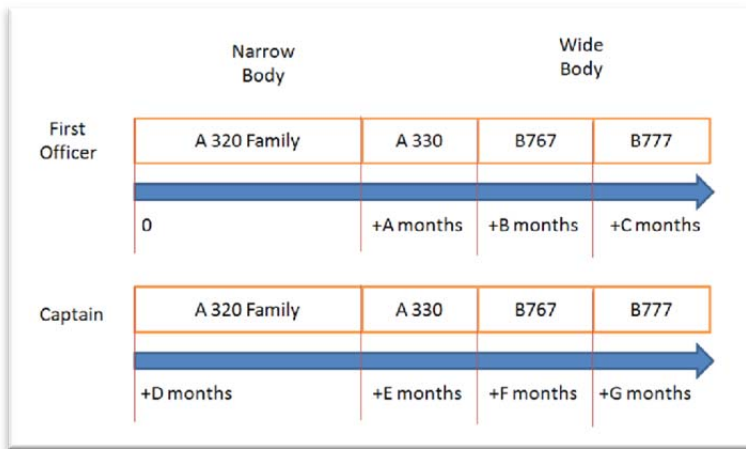 Narrow
Body
Wide
Body
First
Officer
A 320 Family
A 330
B767
B777
0
+A months
+B months
+C months
Captain
A 320 Family
A 330
B767
B777
+D months
+E months
+F months
+G months